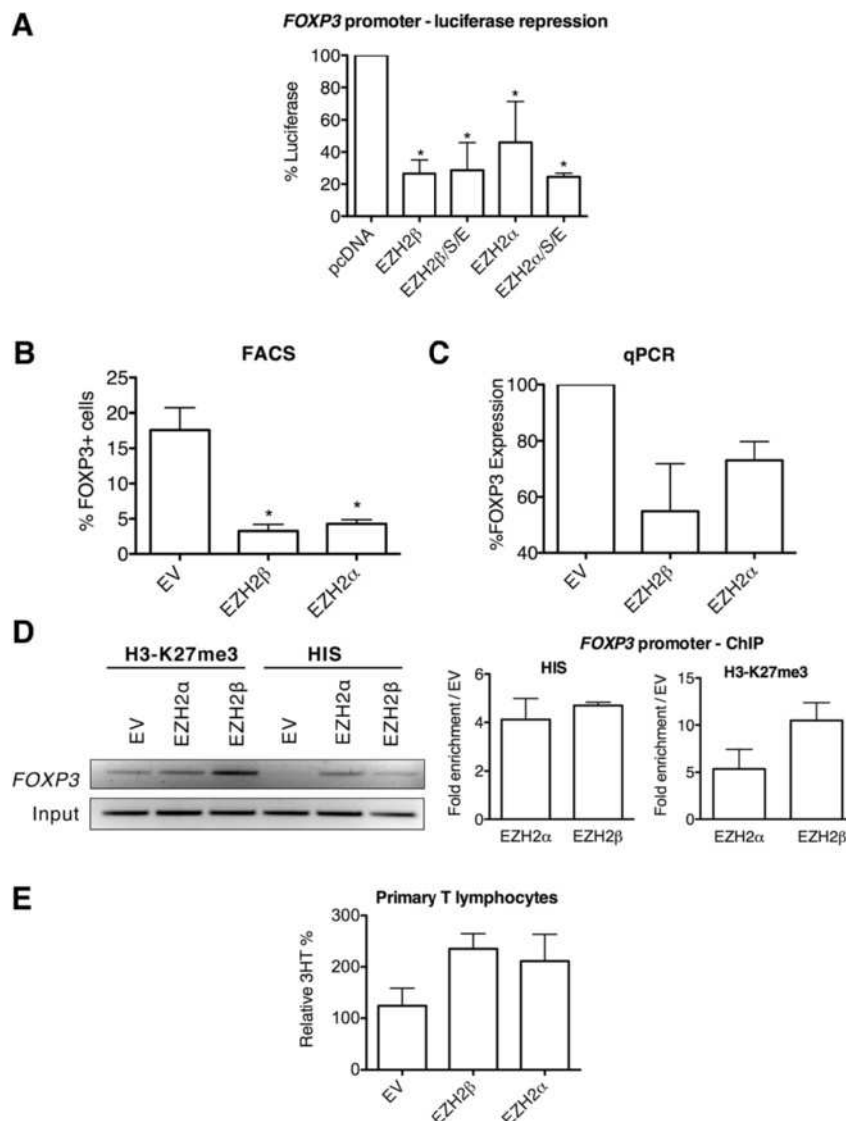 A
FOXP3 promoter - luciferase repression
% Luciferase
100
80
60
40
20
0
*
*
*
*
pcDNA
EZH2β
EZH2β/S/E
EZH2α
EZH2α/S/E
B
FACS
% FOXP3+ cells
25
20
15
10
5
0
*
*
EV
EZH2β
EZH2α
C
qPCR
%FOXP3 Expression
100
80
60
40
EV
EZH2β
EZH2α
D
H3-K27me3
HIS
EV
EZH2α
EZH2β
EV
EZH2α
EZH2β
FOXP3
Input
FOXP3 promoter - ChIP
HIS
Fold enrichment / EV
6
4
2
0
EZH2α
EZH2β
H3-K27me3
Fold enrichment / EV
15
10
5
0
EZH2α
EZH2β
E
Primary T lymphocytes
Relative 3HT %
300
200
100
0
EV
EZH2β
EZH2α